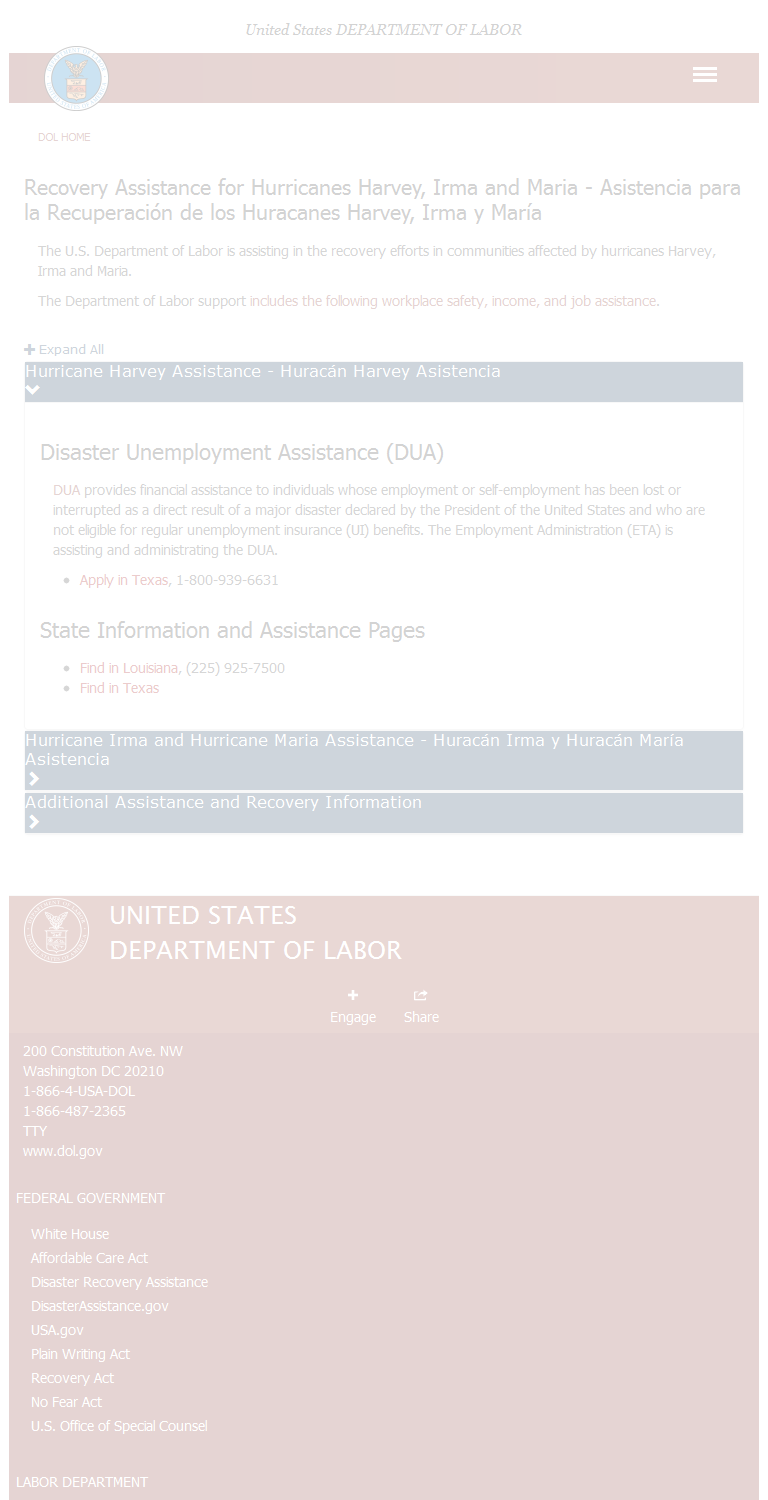 United States DEPARTMENT OF LABOR
DOL HOME
Recovery Assistance for Hurricanes Harvey, Irma and Maria - Asistencia para
la Recuperación de los Huracanes Harvey, Irma y María
The U.S. Department of Labor is assisting in the recovery efforts in communities affected by hurricanes Harvey,
Irma and Maria.
The Department of Labor support includes the following workplace safety, income, and job assistance.
Expand All
Hurricane Harvey Assistance - Huracán Harvey Asistencia
Disaster Unemployment Assistance (DUA)
DUA provides financial assistance to individuals whose employment or self-employment has been lost or
interrupted as a direct result of a major disaster declared by the President of the United States and who are
not eligible for regular unemployment insurance (UI) benefits. The Employment Administration (ETA) is
assisting and administrating the DUA.
Apply in Texas, 1-800-939-6631
State Information and Assistance Pages
Find in Louisiana, (225) 925-7500
Find in Texas
Hurricane Irma and Hurricane Maria Assistance - Huracán Irma y Huracán María
Asistencia
Additional Assistance and Recovery Information
UNITED STATES
DEPARTMENT OF LABOR
Engage Share
200 Constitution Ave. NW
Washington DC 20210
1-866-4-USA-DOL
1-866-487-2365
TTY
www.dol.gov
FEDERAL GOVERNMENT
White House
Affordable Care Act
Disaster Recovery Assistance
DisasterAssistance.gov
USA.gov
Plain Writing Act
Recovery Act
No Fear Act
U.S. Office of Special Counsel
LABOR DEPARTMENT